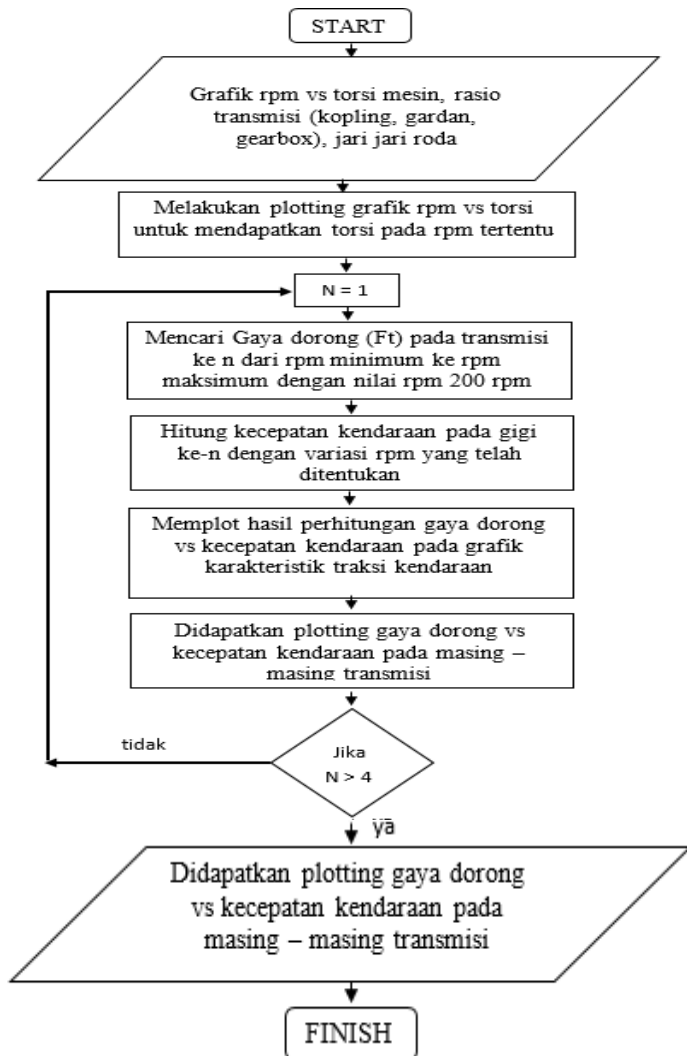 START
Grafik rpm vs torsi mesin, rasio
transmisi (kopling, gardan,
gearbox), jari jari roda
Melakukan plotting grafik rpm vs torsi
untuk mendapatkan torsi pada rpm tertentu
N = 1
Mencari Gaya dorong (Ft) pada transmisi
ke n dari rpm minimum ke rpm
maksimum dengan nilai rpm 200 rpm
Hitung kecepatan kendaraan pada gigi
ke-n dengan variasi rpm yang telah
ditentukan
Memplot hasil perhitungan gaya dorong
vs kecepatan kendaraan pada grafik
karakteristik traksi kendaraan
Didapatkan plotting gaya dorong vs
kecepatan kendaraan pada masing –
masing transmisi
tidak
Jika
N > 4
ya
Didapatkan plotting gaya dorong
vs kecepatan kendaraan pada
masing – masing transmisi
FINISH